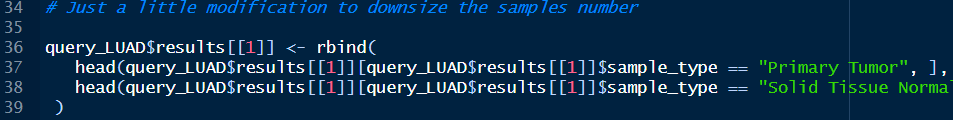 34 # Just a little modification to downsize the samples number
35
36 query_LUAD$results[[1]] <- rbind(
37 head(query_LUAD$results[[1]][query_LUAD$results[[1]]$sample_type == "Primary Tumor", ],
38 head(query_LUAD$results[[1]][query_LUAD$results[[1]]$sample_type == "Solid Tissue Norma
39 )